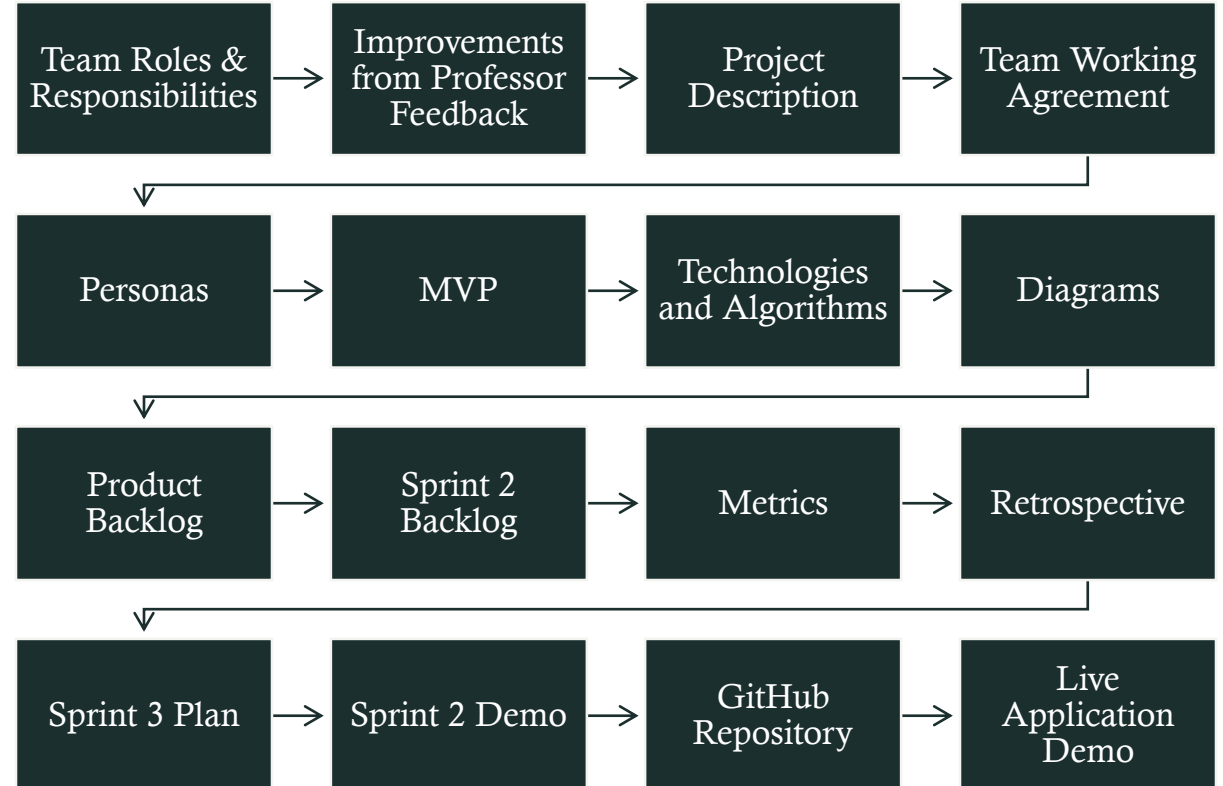 Team Roles &
Responsibilities
Improvements
from Professor
Feedback
Project
Description
Team Working
Agreement
Personas
MVP
Technologies
and Algorithms
Diagrams
Product
Backlog
Sprint 2
Backlog
Metrics
Retrospective
Sprint 3 Plan
Sprint 2 Demo
GitHub
Repository
Live
Application
Demo